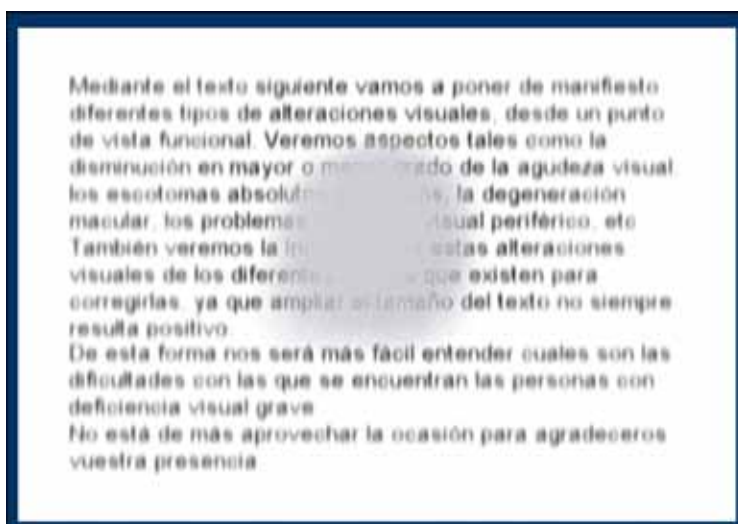 Mediante el texto siguiente vamos a poner de manifiesto
diferentes tipos de alteraciones visuales, desde un punto
de vista funcional. Veremos aspectos tales como la
disminución en mayor o de la agudeza visual,
los escotomas la degeneración
macular, los problemas visual periférico, etc
También veremos la estas alteraciones
visuales de los que existen para
corregirlas, ya que ampliar el tamaño del texto no siempre
resulta positivo.
De esta forma nos será más fácil entender cuales son las
dificultades con las que se encuentran las personas con
deficiencia visual grave
No está de más aprovechar la ocasión para agradeceros
vuestra presencia